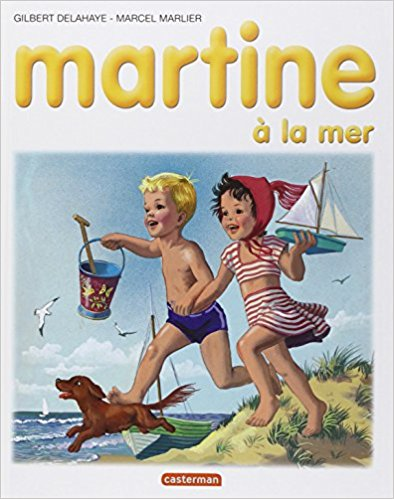 GILBERT DELAHAYE - MARCEL MARLIER
martine
à la mer
casterman